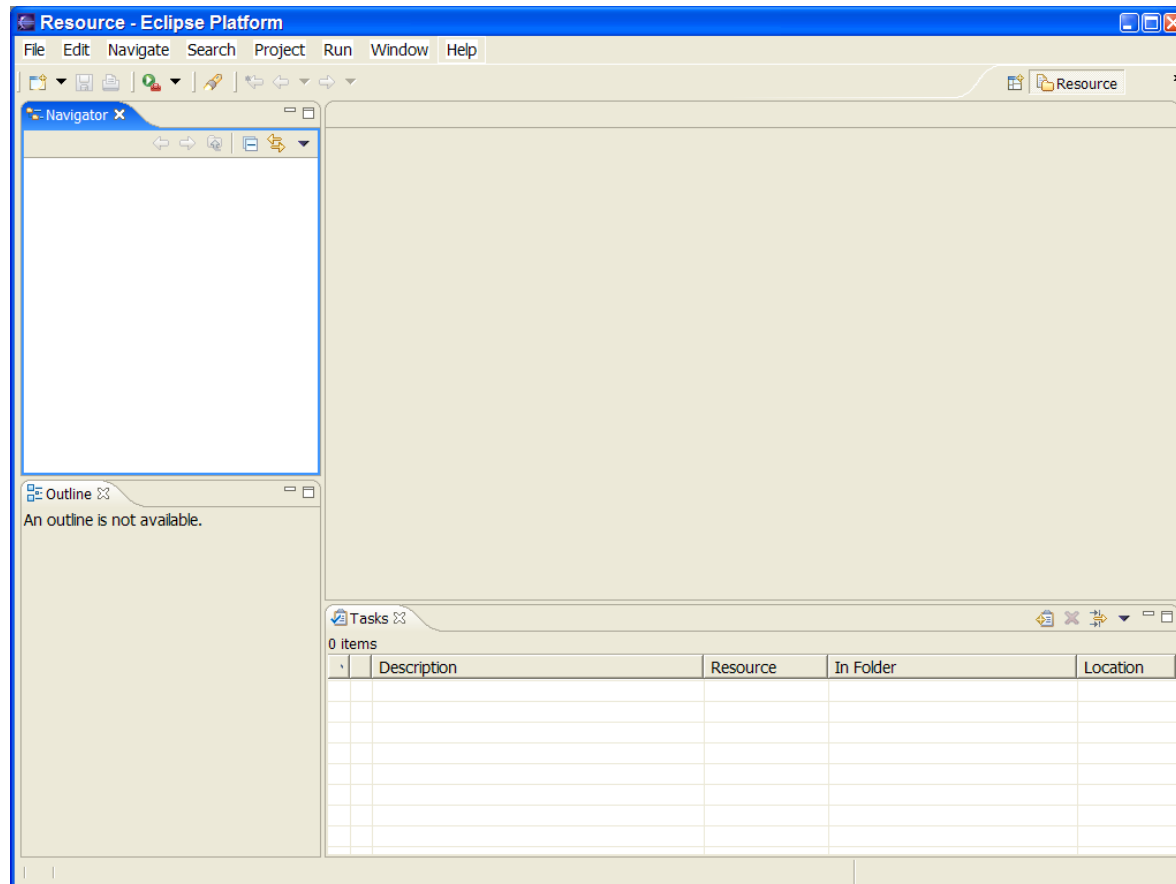 Resource - Eclipse Platform
File Edit Navigate Search Project Run Window Help
Resource
Navigator
Outline
An outline is not available.
Tasks
0 items
Description Resource In Folder Location